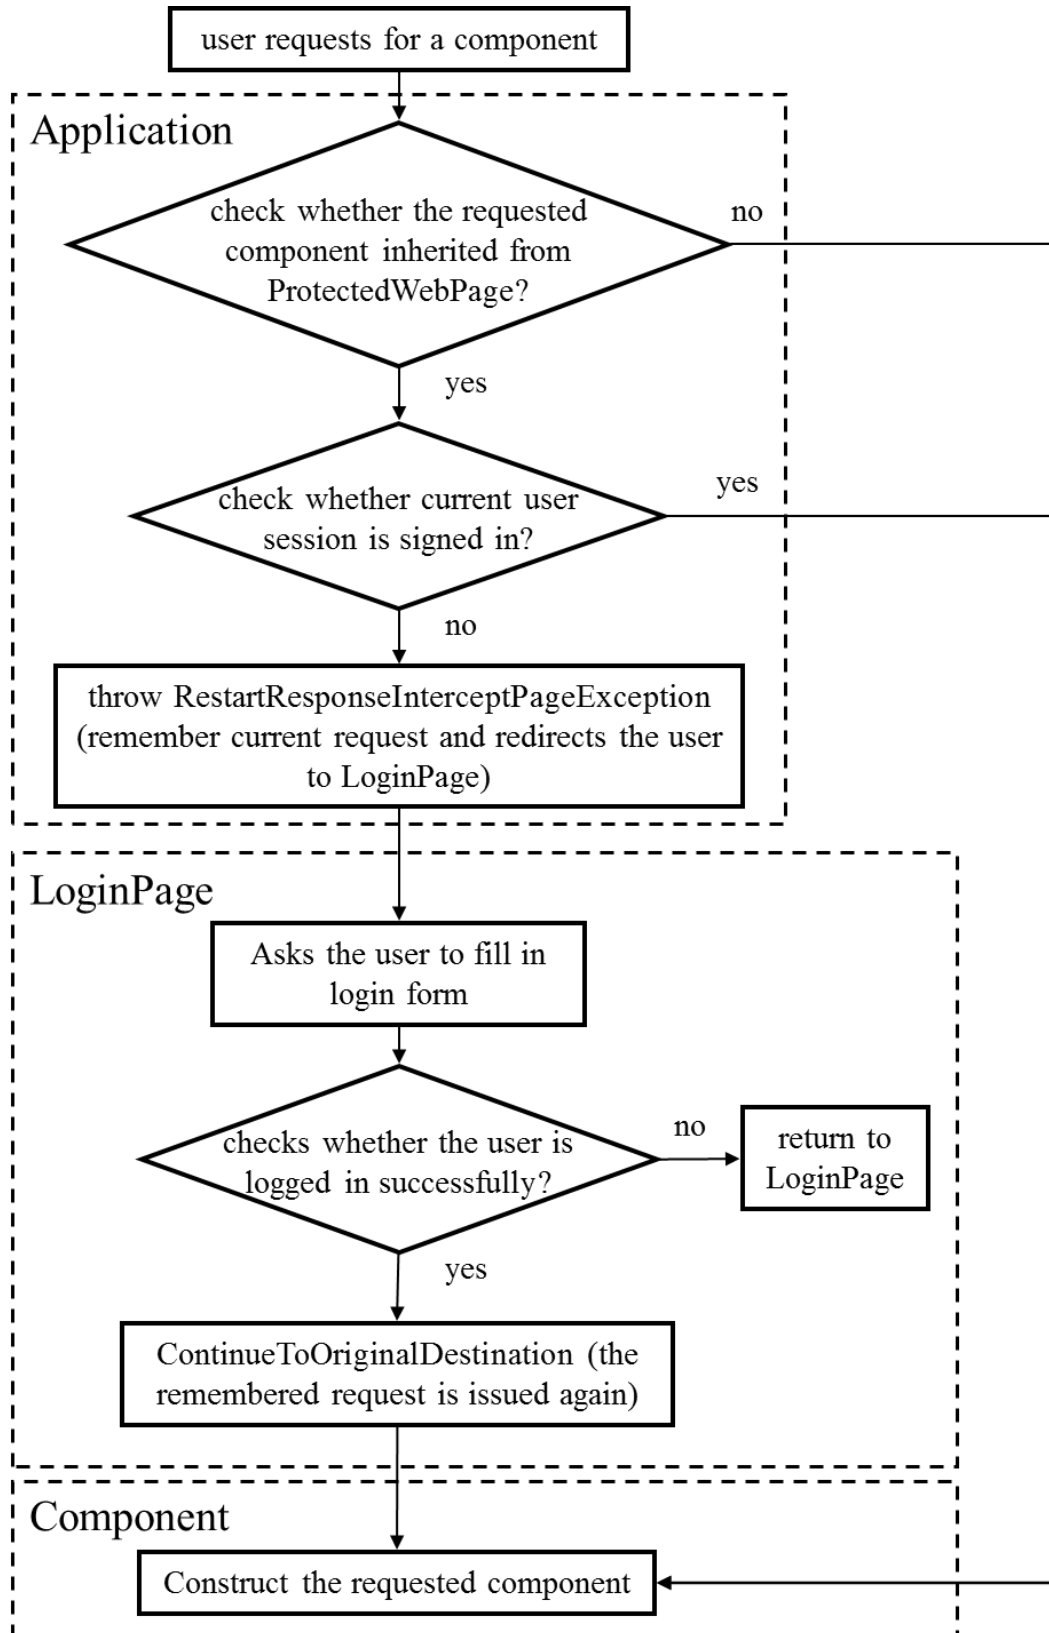 user requests for a component
Application
check whether the requested
component inherited from
ProtectedWebPage?
no
yes
check whether current user
session is signed in?
yes
no
throw RestartResponseInterceptPageException
(remember current request and redirects the user
to LoginPage)
LoginPage
Asks the user to fill in
login form
checks whether the user is
logged in successfully?
no
return to
LoginPage
yes
ContinueToOriginalDestination (the
remembered request is issued again)
Component
Construct the requested component